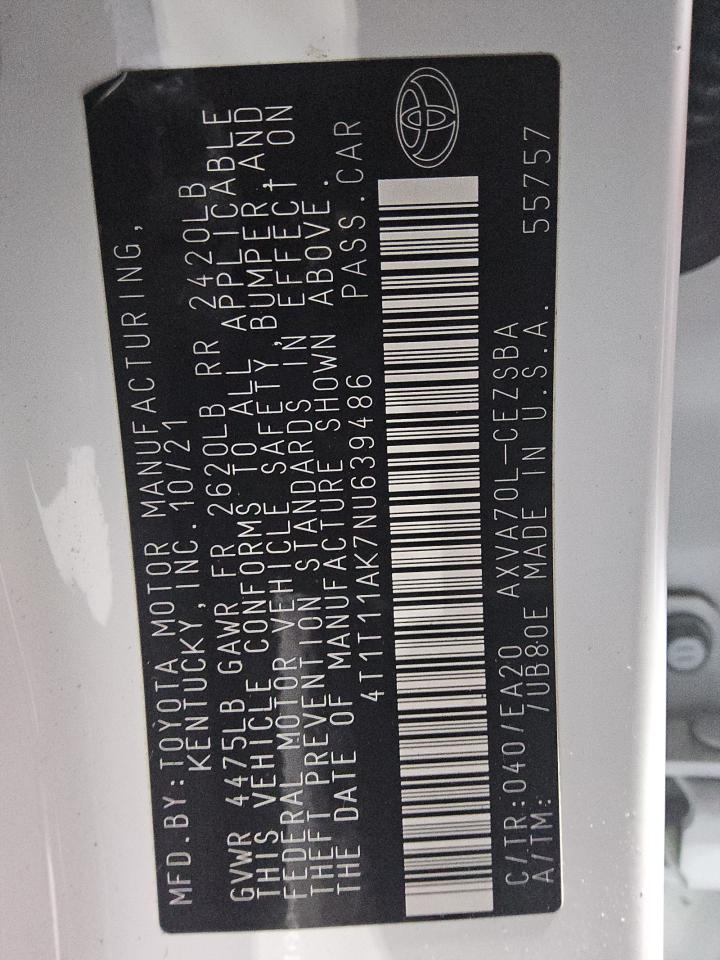 MFD.BY:TOYOTA MOTOR MANUFACTURING,
KENTUCKY, INC. 10/21
GVWR 4475LB GAWR FR 2620LB RR 2420LB
THIS VEHICLE CONFORMS TO ALL APPLICABLE
FEDERAL MOTOR VEHICLE SAFETY, BUMPER, AND
THEFT PREVENTION STANDARDS IN EFFECT ON
THE DATE OF MANUFACTURE SHOWN ABOVE.
4T1T11AK7NU639486 PASS.CAR
C/TR:040/EA20 AXVA70L-CEZSBA
A/TM: /UB80E MADE IN U.S.A. 55757